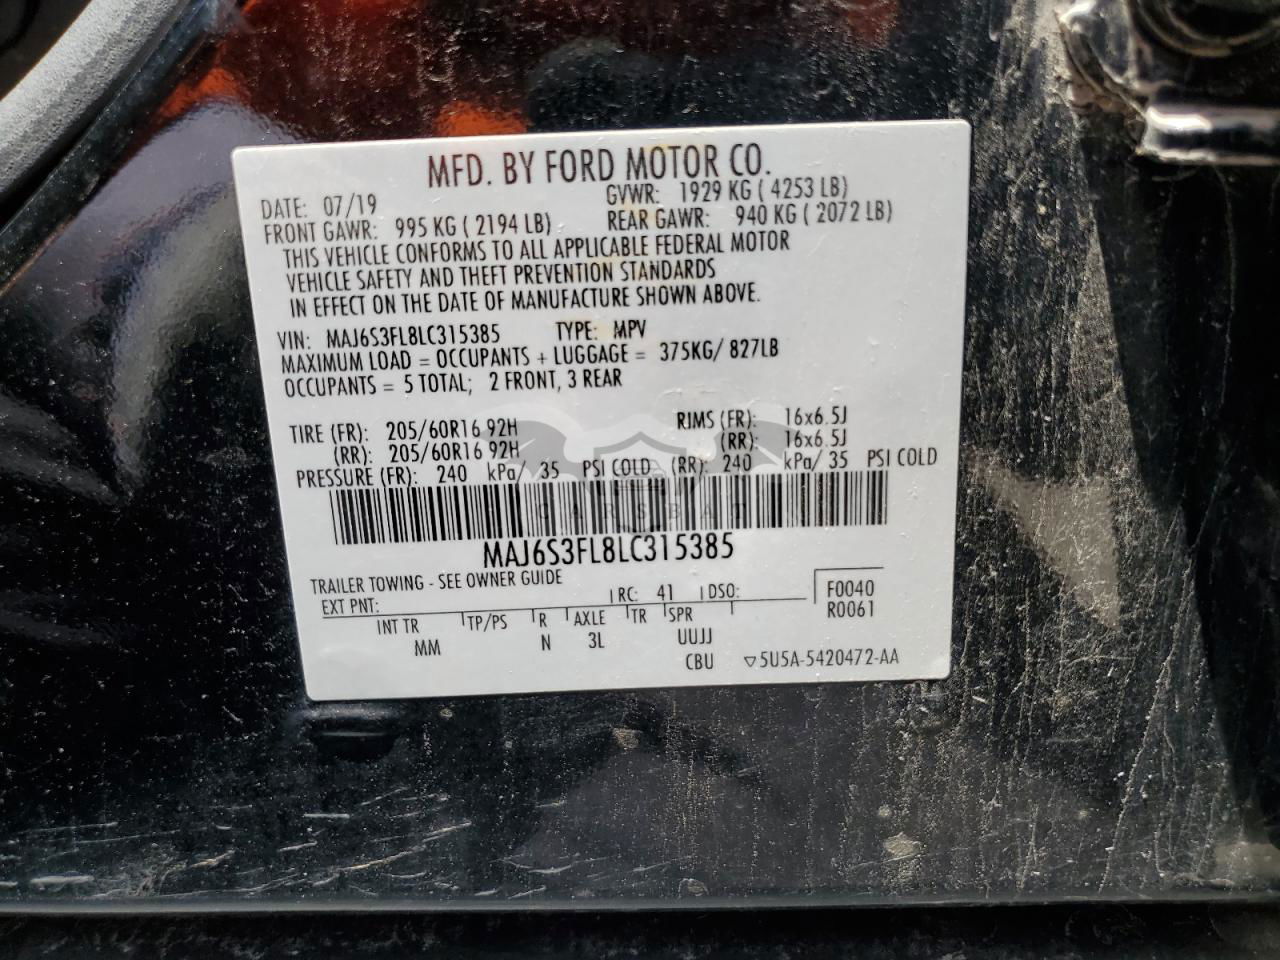 MFD. BY FORD MOTOR CO.
DATE: 07/19 GVWR: 1929 KG ( 4253 LB)
FRONT GAWR: 995 KG ( 2194 LB) REAR GAWR: 940 KG ( 2072 LB)
THIS VEHICLE CONFORMS TO ALL APPLICABLE FEDERAL MOTOR
VEHICLE SAFETY AND THEFT PREVENTION STANDARDS
IN EFFECT ON THE DATE OF MANUFACTURE SHOWN ABOVE.
VIN: MAJ6S3FL8LC315385 TYPE: MPV
MAXIMUM LOAD = OCCUPANTS + LUGGAGE = 375KG/ 827LB
OCCUPANTS = 5 TOTAL; 2 FRONT, 3 REAR
TIRE (FR): 205/60R16 92H RIMS (FR): 16x6.5J
(RR): 205/60R16 92H (RR): 16x6.5J
PRESSURE (FR): 240 kPa/ 35 PSI COLD (RR): 240 kPa/ 35 PSI COLD
CARSBAT
MAJ6S3FL8LC315385
TRAILER TOWING - SEE OWNER GUIDE
EXT PNT: RC: 41 DSO: F0040
INT TR TP/PS R AXLE TR SPR R0061
MM N 3L UUJJ
CBU ▽5U5A-5420472-AA